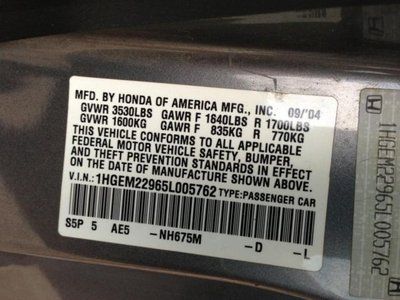 MFD. BY HONDA OF AMERICA MFG., INC. 09/'04
GVWR 3530LBS GAWR F 1840LBS R 1700LBS
GVWR 1600KG GAWR F 835KG R 770KG
THIS VEHICLE CONFORMS TO ALL APPLICABLE
FEDERAL MOTOR VEHICLE SAFETY, BUMPER,
AND THEFT PREVENTION STANDARDS IN EFFECT
ON THE DATE OF MANUFACTURE SHOWN ABOVE.
V.I.N.: 1HGEM22965L005762 TYPE: PASSENGER CAR
S5P 5 AE5 -NH675M -D -L
1HGEM22965L005762